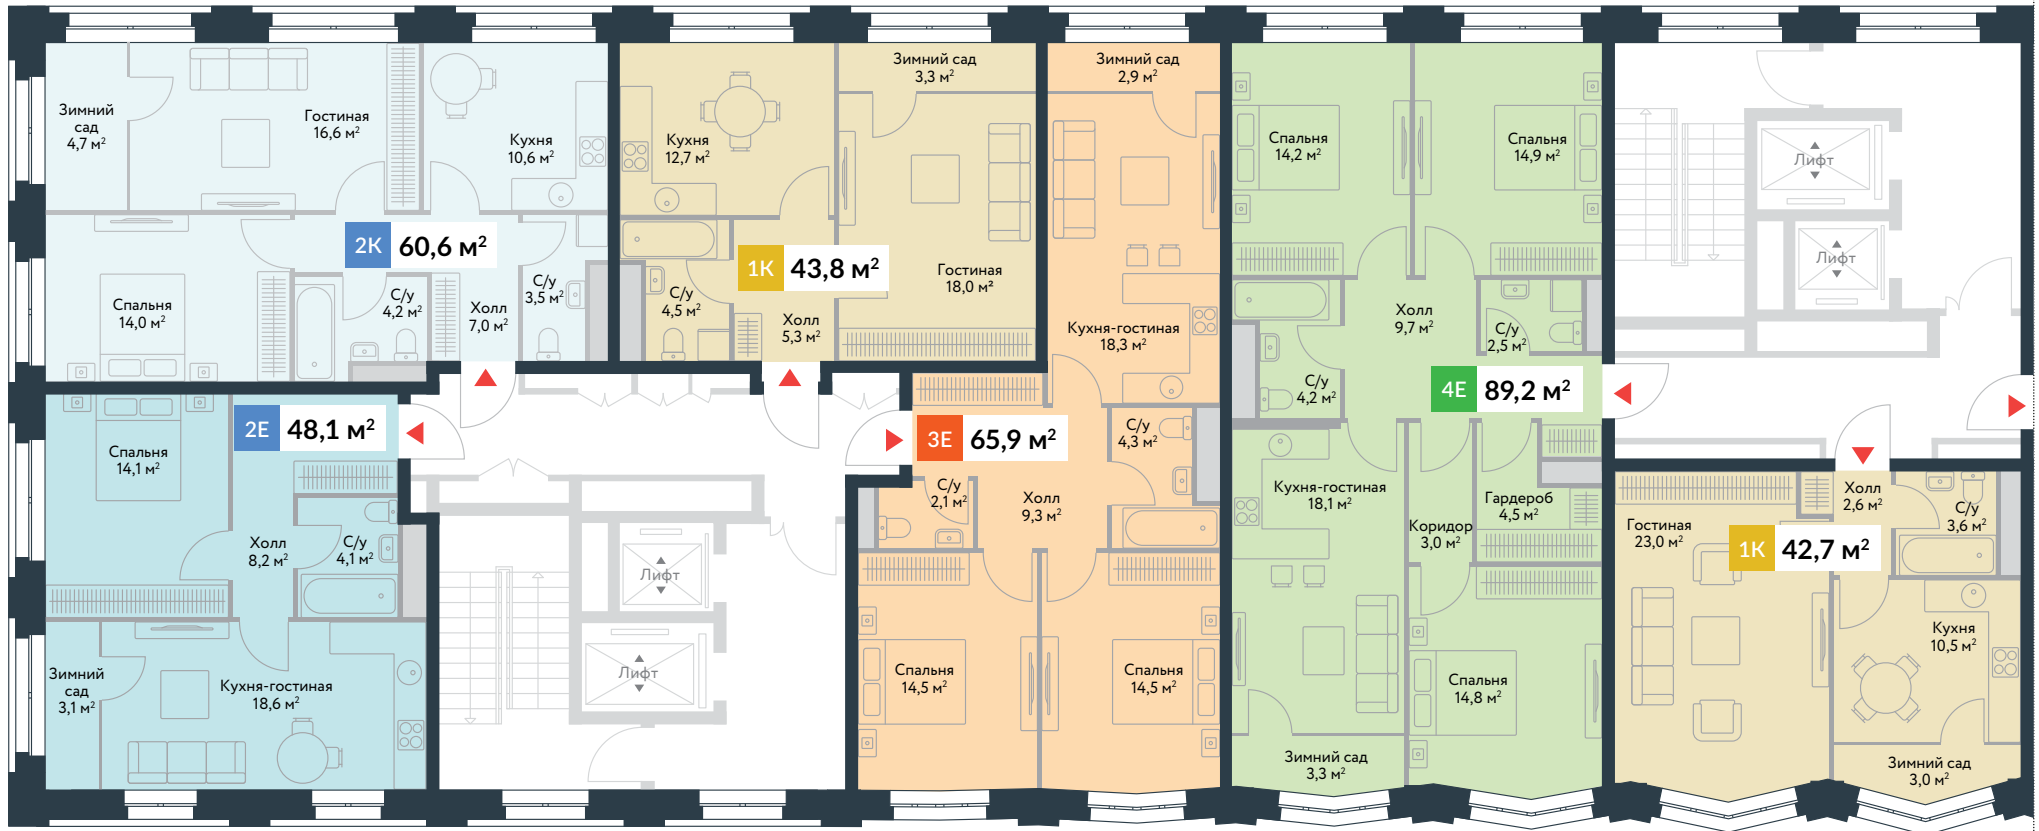 Зимний
сад
4,7 м²
Гостиная
16,6 м²
Кухня
10,6 м²
2К
60,6 м²
Спальня
14,0 м²
С/у
4,2 м²
Холл
7,0 м²
С/у
3,5 м²
Кухня
12,7 м²
Зимний сад
3,3 м²
1К
43,8 м²
Гостиная
18,0 м²
С/у
4,5 м²
Холл
5,3 м²
Зимний сад
2,9 м²
Кухня-гостиная
18,3 м²
3Е
65,9 м²
С/у
4,3 м²
С/у
2,1 м²
Холл
9,3 м²
Спальня
14,5 м²
Спальня
14,5 м²
Спальня
14,2 м²
Спальня
14,9 м²
Холл
9,7 м²
С/у
2,5 м²
С/у
4,2 м²
4Е
89,2 м²
Кухня-гостиная
18,1 м²
Гардероб
4,5 м²
Коридор
3,0 м²
Спальня
14,8 м²
Зимний сад
3,3 м²
Лифт
Лифт
Холл
2,6 м²
С/у
3,6 м²
Гостиная
23,0 м²
1К
42,7 м²
Кухня
10,5 м²
Зимний сад
3,0 м²
2Е
48,1 м²
Спальня
14,1 м²
Холл
8,2 м²
С/у
4,1 м²
Зимний
сад
3,1 м²
Кухня-гостиная
18,6 м²
Лифт
Лифт